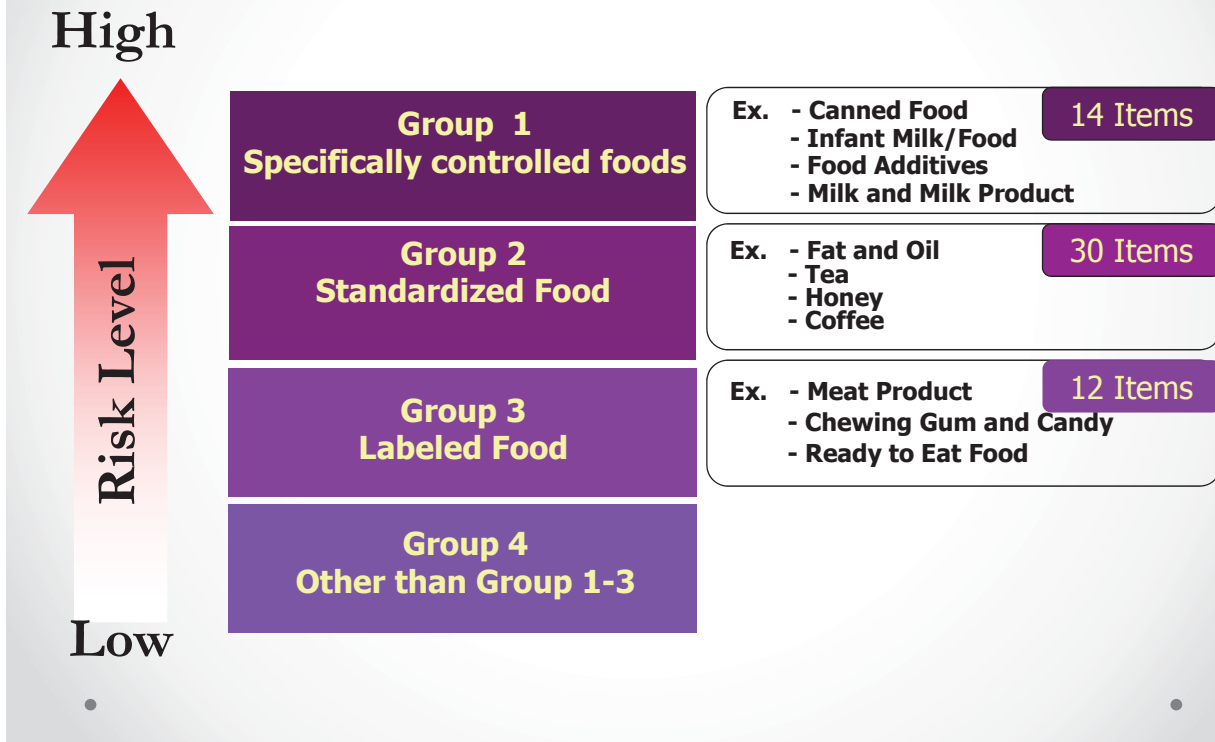 High
Risk Level
Low
Group 1
Specifically controlled foods
Ex. - Canned Food
- Infant Milk/Food
- Food Additives
- Milk and Milk Product
14 Items
Group 2
Standardized Food
Ex. - Fat and Oil
- Tea
- Honey
- Coffee
30 Items
Group 3
Labeled Food
Ex. - Meat Product
- Chewing Gum and Candy
- Ready to Eat Food
12 Items
Group 4
Other than Group 1-3